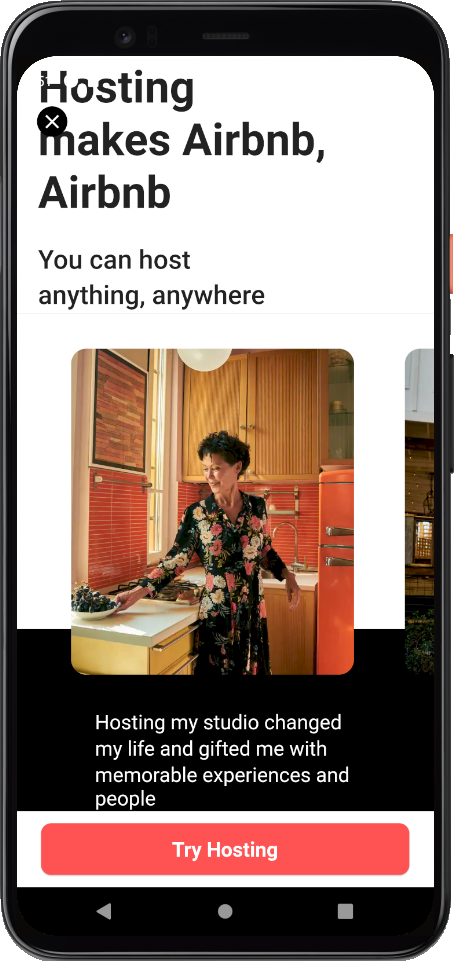 Hosting
makes Airbnb,
Airbnb
You can host
anything, anywhere
Hosting my studio changed
my life and gifted me with
memorable experiences and
people
Try Hosting